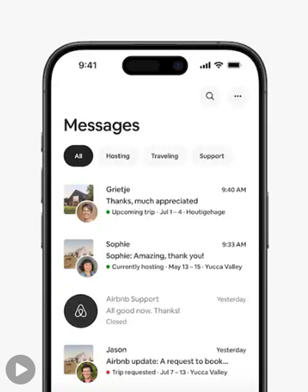 9:41
Messages
All Hosting Traveling Support
Grietje 9:40 AM
Thanks, much appreciated
Upcoming trip · Jul 1 – 4 · Houtigehage
Sophie 9:33 AM
Sophie: Amazing, thank you!
Currently hosting · May 13 – 15 · Yucca Valley
Airbnb Support Yesterday
All good now. Thanks!
Closed
Jason Yesterday
Airbnb update: A request to book...
Trip requested · Jul 7 – 13 · Yucca Valley